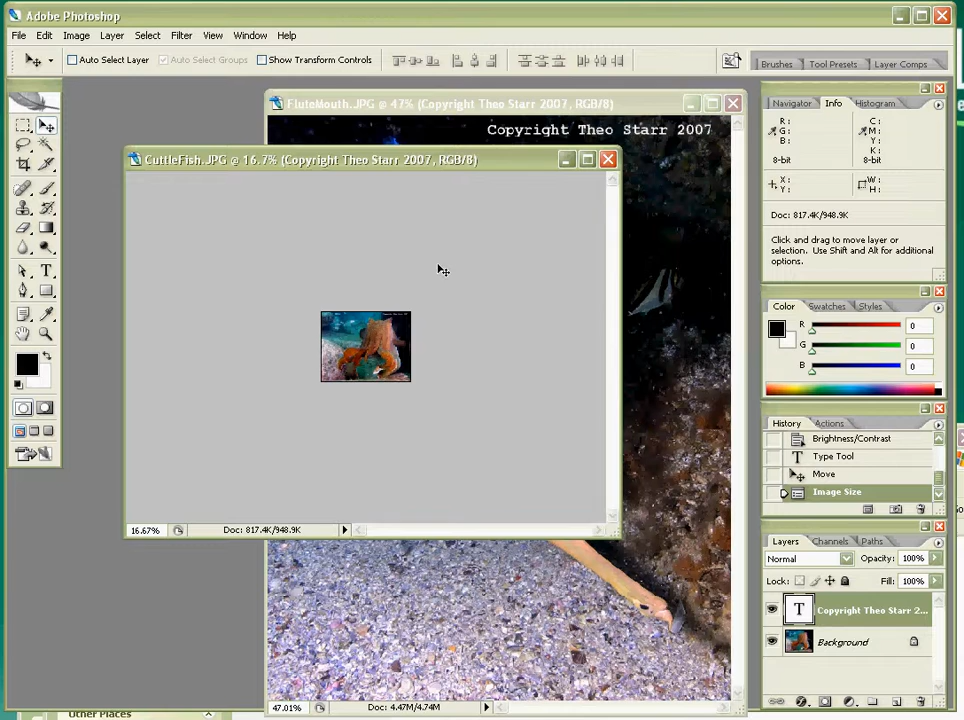 Adobe Photoshop
File Edit Image Layer Select Filter View Window Help
Auto Select Layer Auto Select Groups Show Transform Controls Brushes Tool Presets Layer Comps
FluteMouth.JPG @ 47% (Copyright Theo Starr 2007, RGB/8)
Copyright Theo Starr 2007
CuttleFish.JPG @ 16.7% (Copyright Theo Starr 2007, RGB/8)
16.67% Doc: 817.4K/948.9K
47.01% Doc: 4.47M/4.74M
Navigator Info Histogram
R : C :
G : M :
B : Y :
K :
8-bit 8-bit
X : W :
Y : H :
Doc: 817.4K/948.9K
Click and drag to move layer or
selection. Use Shift and Alt for additional
options.
Color Swatches Styles
R 0
G 0
B 0
History Actions
Brightness/Contrast
Type Tool
Move
Image Size
Layers Channels Paths
Normal Opacity: 100%
Lock: Fill: 100%
T Copyright Theo Starr 2...
Background
Other Places